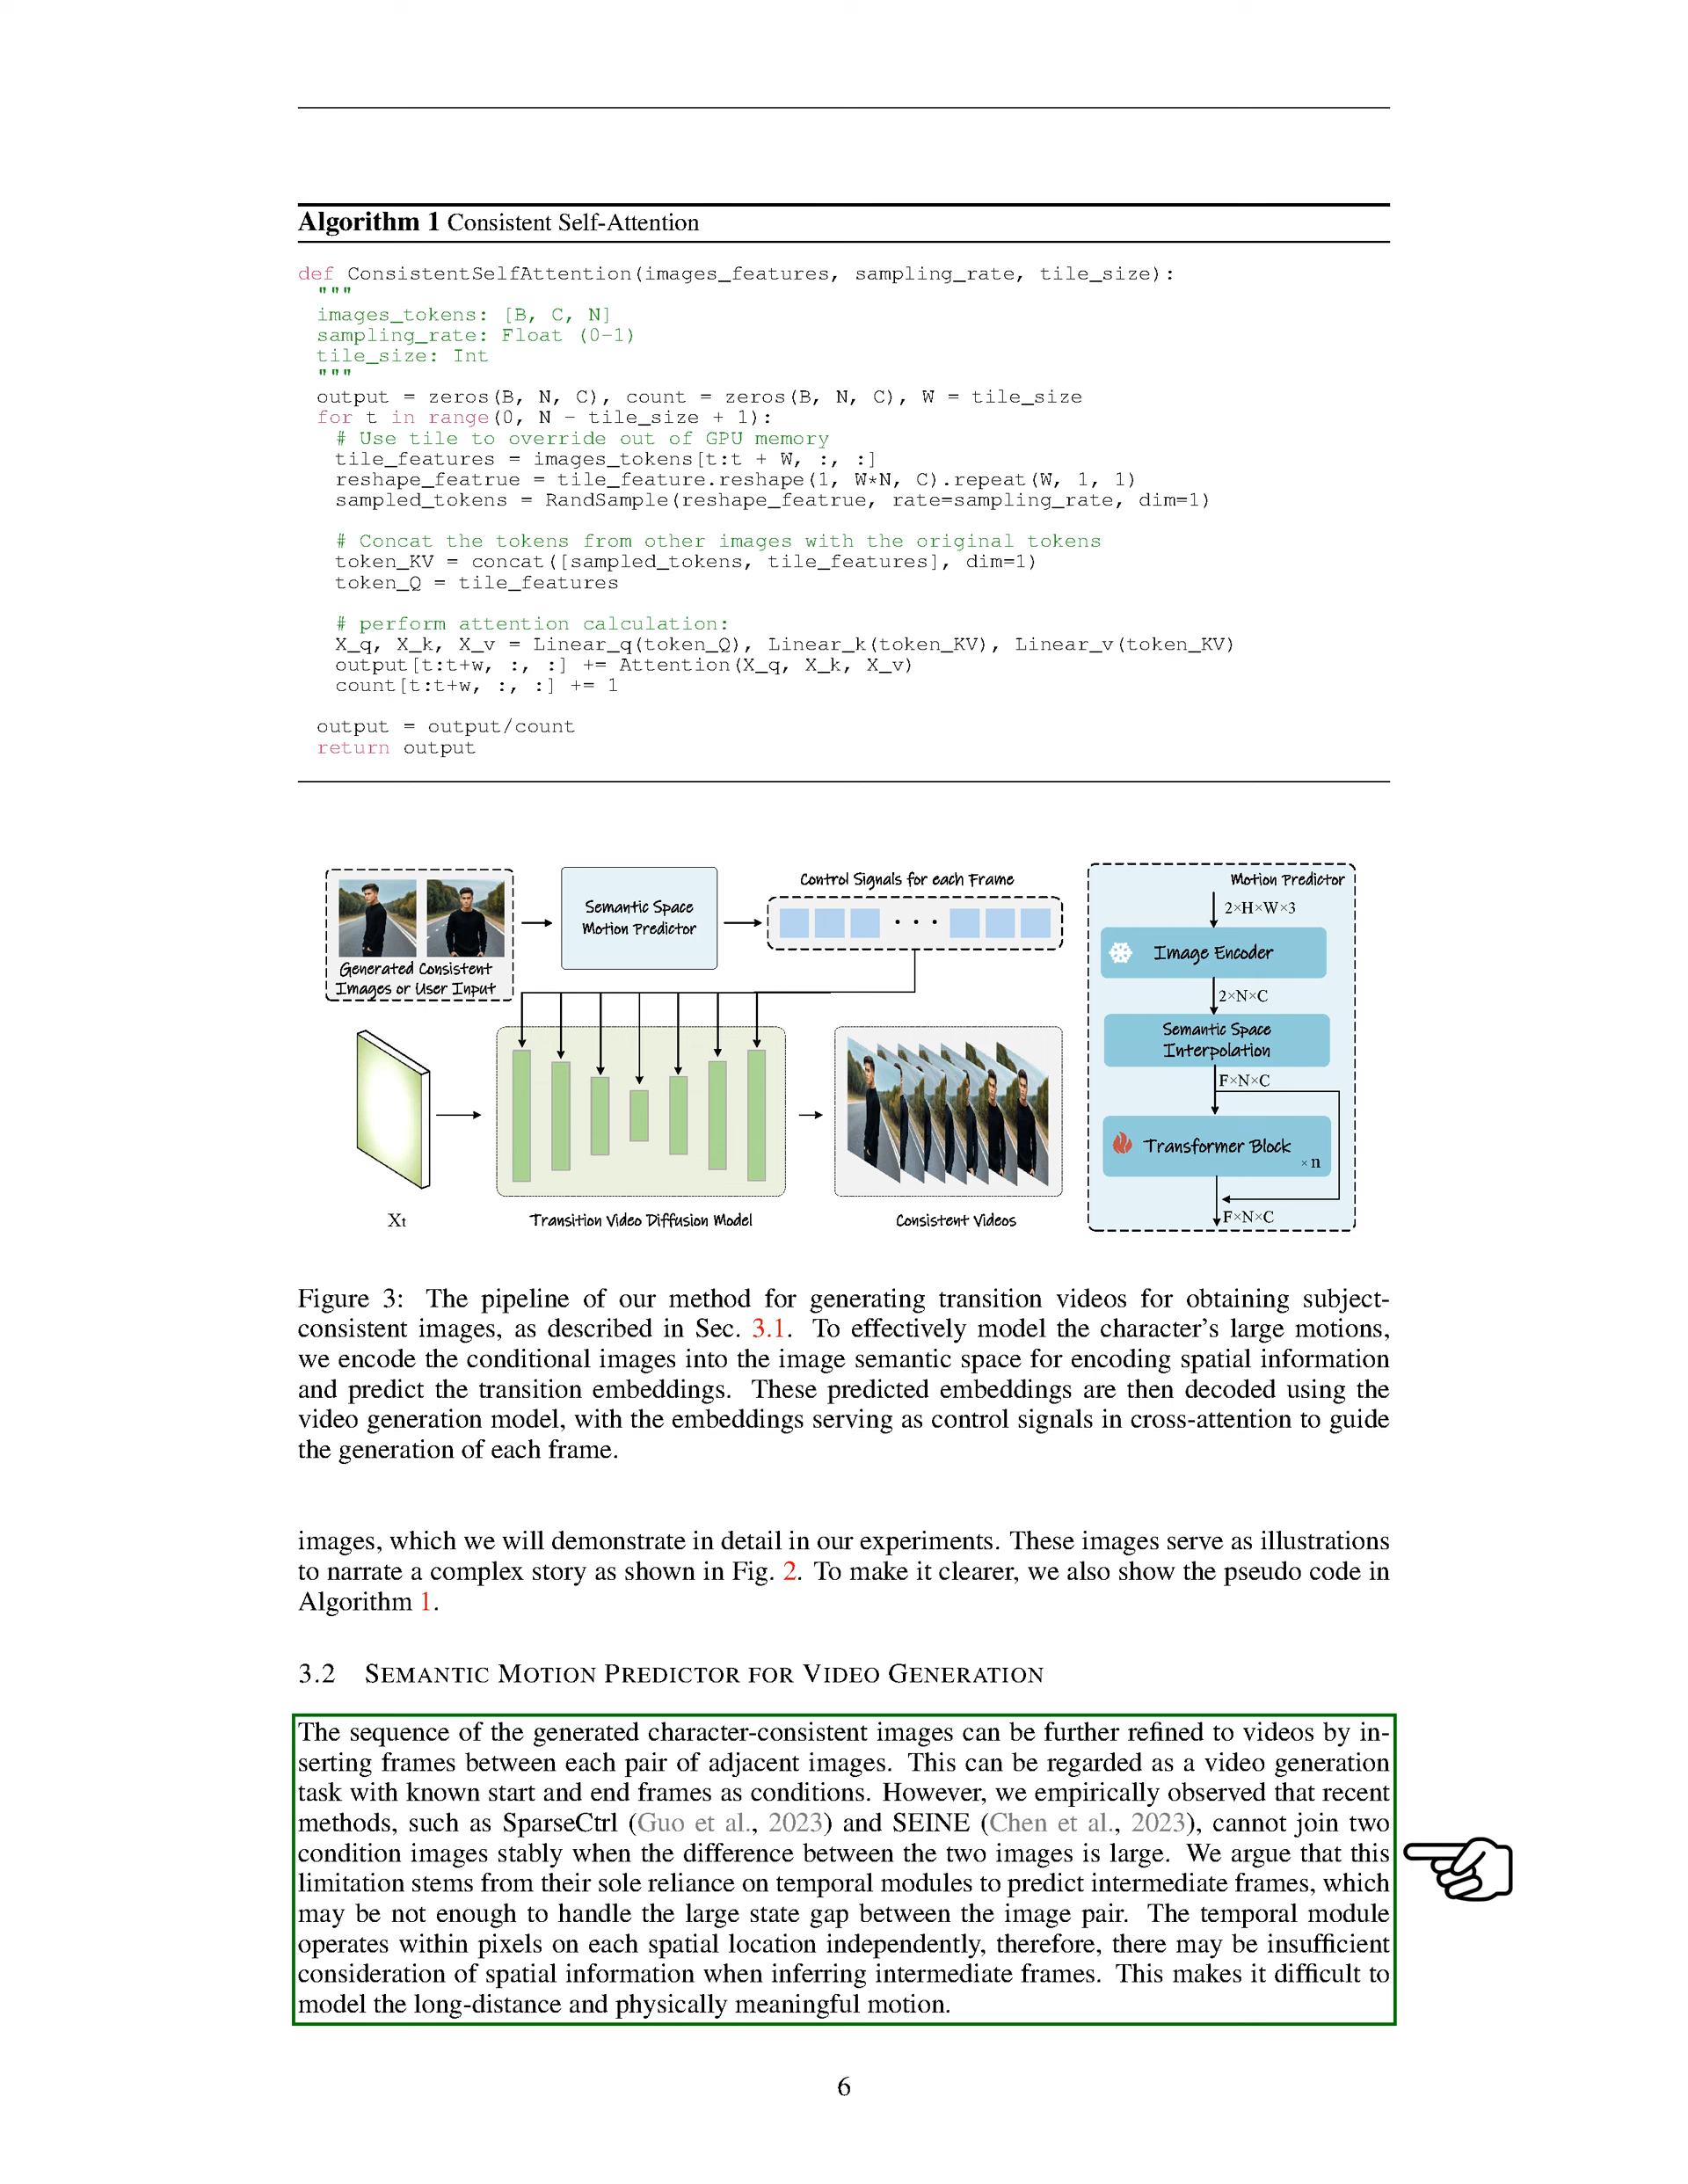 Algorithm 1 Consistent Self-Attention
def ConsistentSelfAttention(images_features, sampling_rate, tile_size):
"""
images_tokens: [B, C, N]
sampling_rate: Float (0-1)
tile_size: Int
"""
output = zeros(B, N, C), count = zeros(B, N, C), W = tile_size
for t in range(0, N - tile_size + 1):
# Use tile to override out of GPU memory
tile_features = images_tokens[t:t + W, :, :]
reshape_featrue = tile_feature.reshape(1, W*N, C).repeat(W, 1, 1)
sampled_tokens = RandSample(reshape_featrue, rate=sampling_rate, dim=1)
# Concat the tokens from other images with the original tokens
token_KV = concat([sampled_tokens, tile_features], dim=1)
token_Q = tile_features
# perform attention calculation:
X_q, X_k, X_v = Linear_q(token_Q), Linear_k(token_KV), Linear_v(token_KV)
output[t:t+w, :, :] += Attention(X_q, X_k, X_v)
count[t:t+w, :, :] += 1
output = output/count
return output
Generated Consistent
Images or User Input
Semantic Space
Motion Predictor
Control Signals for each Frame
Xt
Transition Video Diffusion Model
Consistent Videos
Motion Predictor
2×H×W×3
Image Encoder
2×N×C
Semantic Space
Interpolation
F×N×C
Transformer Block
×n
F×N×C
Figure 3: The pipeline of our method for generating transition videos for obtaining subject-
consistent images, as described in Sec. 3.1. To effectively model the character's large motions,
we encode the conditional images into the image semantic space for encoding spatial information
and predict the transition embeddings. These predicted embeddings are then decoded using the
video generation model, with the embeddings serving as control signals in cross-attention to guide
the generation of each frame.
images, which we will demonstrate in detail in our experiments. These images serve as illustrations
to narrate a complex story as shown in Fig. 2. To make it clearer, we also show the pseudo code in
Algorithm 1.
3.2 SEMANTIC MOTION PREDICTOR FOR VIDEO GENERATION
The sequence of the generated character-consistent images can be further refined to videos by in-
serting frames between each pair of adjacent images. This can be regarded as a video generation
task with known start and end frames as conditions. However, we empirically observed that recent
methods, such as SparseCtrl (Guo et al., 2023) and SEINE (Chen et al., 2023), cannot join two
condition images stably when the difference between the two images is large. We argue that this
limitation stems from their sole reliance on temporal modules to predict intermediate frames, which
may be not enough to handle the large state gap between the image pair. The temporal module
operates within pixels on each spatial location independently, therefore, there may be insufficient
consideration of spatial information when inferring intermediate frames. This makes it difficult to
model the long-distance and physically meaningful motion.
6